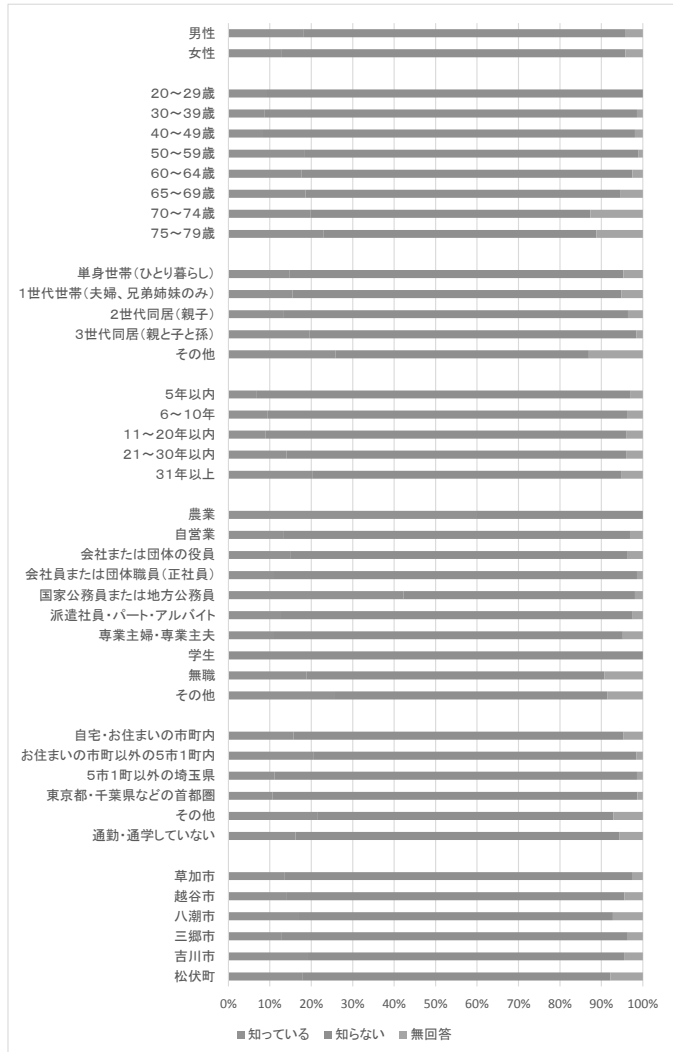 男性
女性
20～29歳
30～39歳
40～49歳
50～59歳
60～64歳
65～69歳
70～74歳
75～79歳
単身世帯（ひとり暮らし）
1世代世帯（夫婦、兄弟姉妹のみ）
2世代同居（親子）
3世代同居（親と子と孫）
その他
5年以内
6～10年
11～20年以内
21～30年以内
31年以上
農業
自営業
会社または団体の役員
会社員または団体職員（正社員）
国家公務員または地方公務員
派遣社員・パート・アルバイト
専業主婦・専業主夫
学生
無職
その他
自宅・お住まいの市町内
お住まいの市町以外の5市1町内
5市1町以外の埼玉県
東京都・千葉県などの首都圏
その他
通勤・通学していない
草加市
越谷市
八潮市
三郷市
吉川市
松伏町
0% 10% 20% 30% 40% 50% 60% 70% 80% 90% 100%
■知っている ■知らない ■無回答